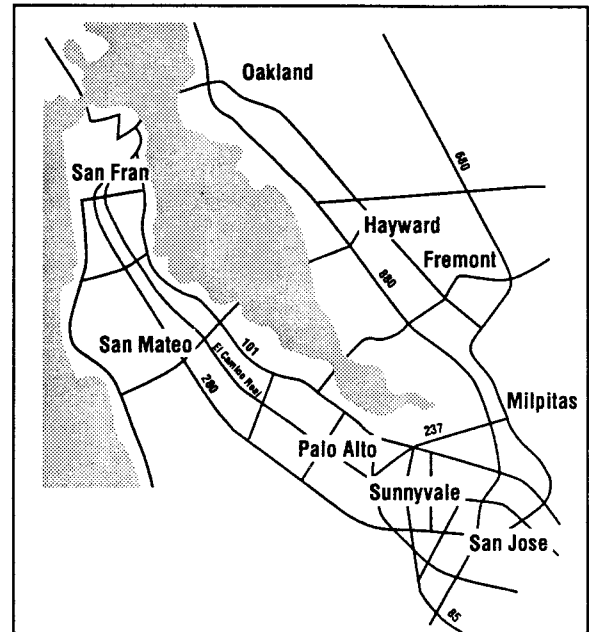 Oakland
680
San Fran
Hayward
Fremont
880
San Mateo
101
El Camino Real
280
Milpitas
237
Palo Alto
Sunnyvale
San Jose
85